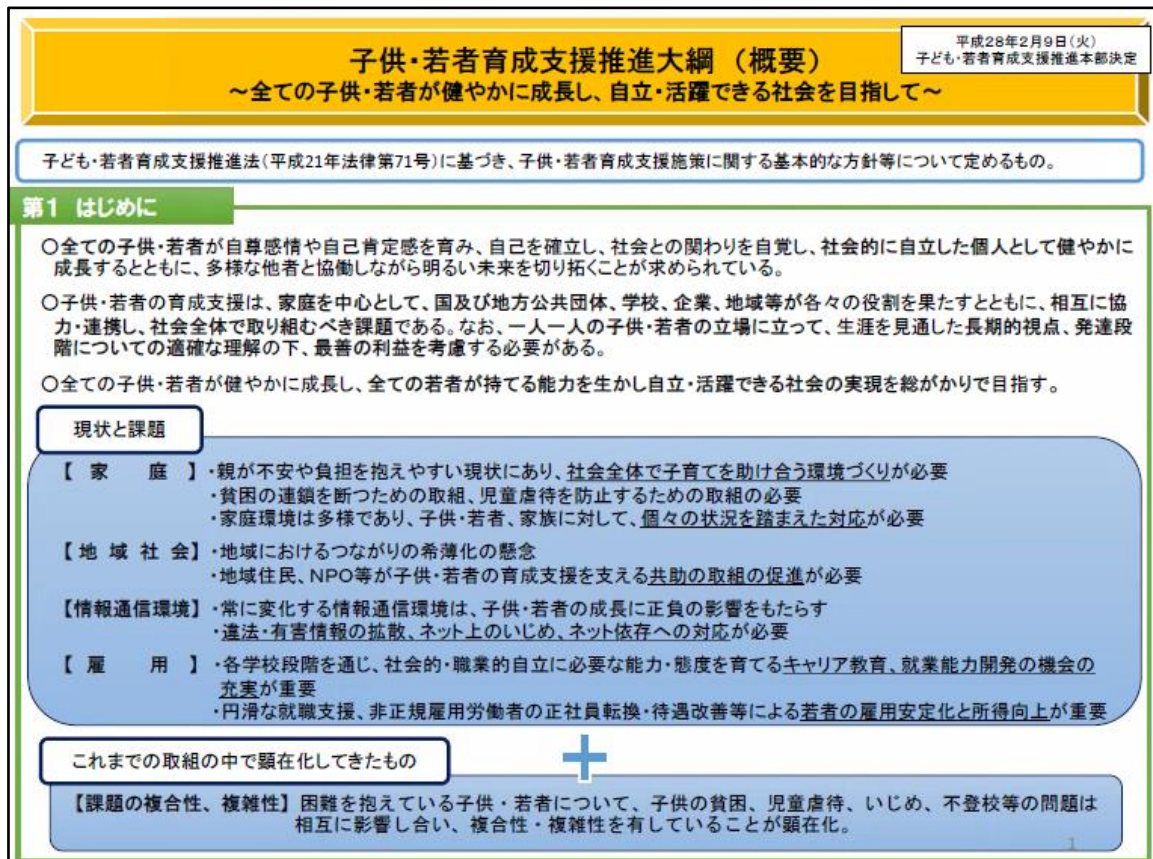 平成28年2月9日(火)
子ども・若者育成支援推進本部決定
子供・若者育成支援推進大綱 (概要)
~全ての子供・若者が健やかに成長し、自立・活躍できる社会を目指して~
子ども・若者育成支援推進法(平成21年法律第71号)に基づき、子供・若者育成支援施策に関する基本的な方針等について定めるもの。
第1 はじめに
○全ての子供・若者が自尊感情や自己肯定感を育み、自己を確立し、社会との関わりを自覚し、社会的に自立した個人として健やかに
成長するとともに、多様な他者と協働しながら明るい未来を切り拓くことが求められている。
○子供・若者の育成支援は、家庭を中心として、国及び地方公共団体、学校、企業、地域等が各々の役割を果たすとともに、相互に協
力・連携し、社会全体で取り組むべき課題である。なお、一人一人の子供・若者の立場に立って、生涯を見通した長期的視点、発達段
階についての適確な理解の下、最善の利益を考慮する必要がある。
○全ての子供・若者が健やかに成長し、全ての若者が持てる能力を生かし自立・活躍できる社会の実現を総がかりで目指す。
現状と課題
【 家 庭 】・親が不安や負担を抱えやすい現状にあり、社会全体で子育てを助け合う環境づくりが必要
・貧困の連鎖を断つための取組、児童虐待を防止するための取組の必要
・家庭環境は多様であり、子供・若者、家族に対して、個々の状況を踏まえた対応が必要
【 地 域 社 会 】・地域におけるつながりの希薄化の懸念
・地域住民、NPO等が子供・若者の育成支援を支える共助の取組の促進が必要
【情報通信環境】・常に変化する情報通信環境は、子供・若者の成長に正負の影響をもたらす
・違法・有害情報の拡散、ネット上のいじめ、ネット依存への対応が必要
【 雇 用 】・各学校段階を通じ、社会的・職業的自立に必要な能力・態度を育てるキャリア教育、就業能力開発の機会の
充実が重要
・円滑な就職支援、非正規雇用労働者の正社員転換・待遇改善等による若者の雇用安定化と所得向上が重要
これまでの取組の中で顕在化してきたもの
【課題の複合性、複雑性】困難を抱えている子供・若者について、子供の貧困、児童虐待、いじめ、不登校等の問題は
相互に影響し合い、複合性・複雑性を有していることが顕在化。
1